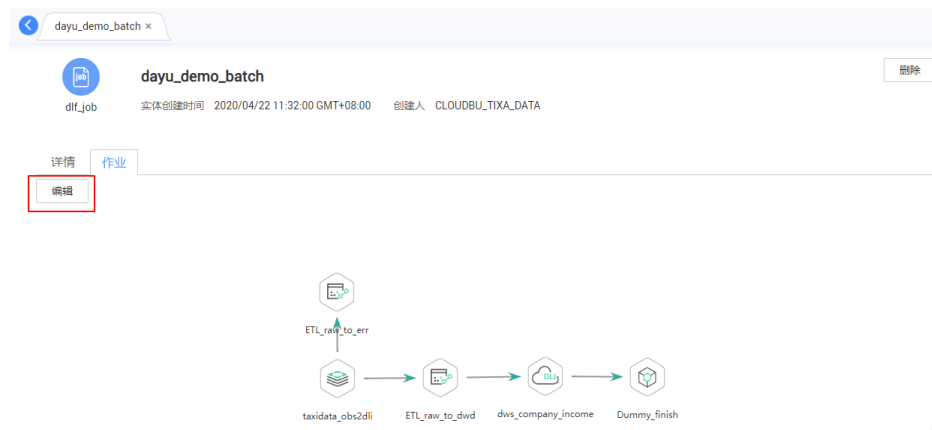 dayu_demo_batch ×
job
dayu_demo_batch
删除
dlf_job
实体创建时间 2020/04/22 11:32:00 GMT+08:00 创建人 CLOUDBU_TIXA_DATA
详情 作业
编辑
ETL_raw_to_err
DLI
taxidata_obs2dli ETL_raw_to_dwd dws_company_income Dummy_finish